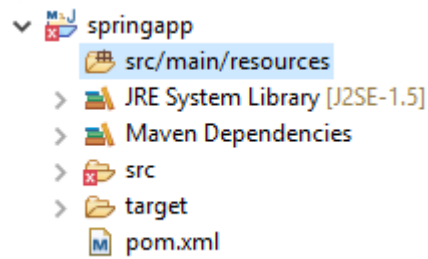 springapp
src/main/resources
JRE System Library [J2SE-1.5]
Maven Dependencies
src
target
pom.xml